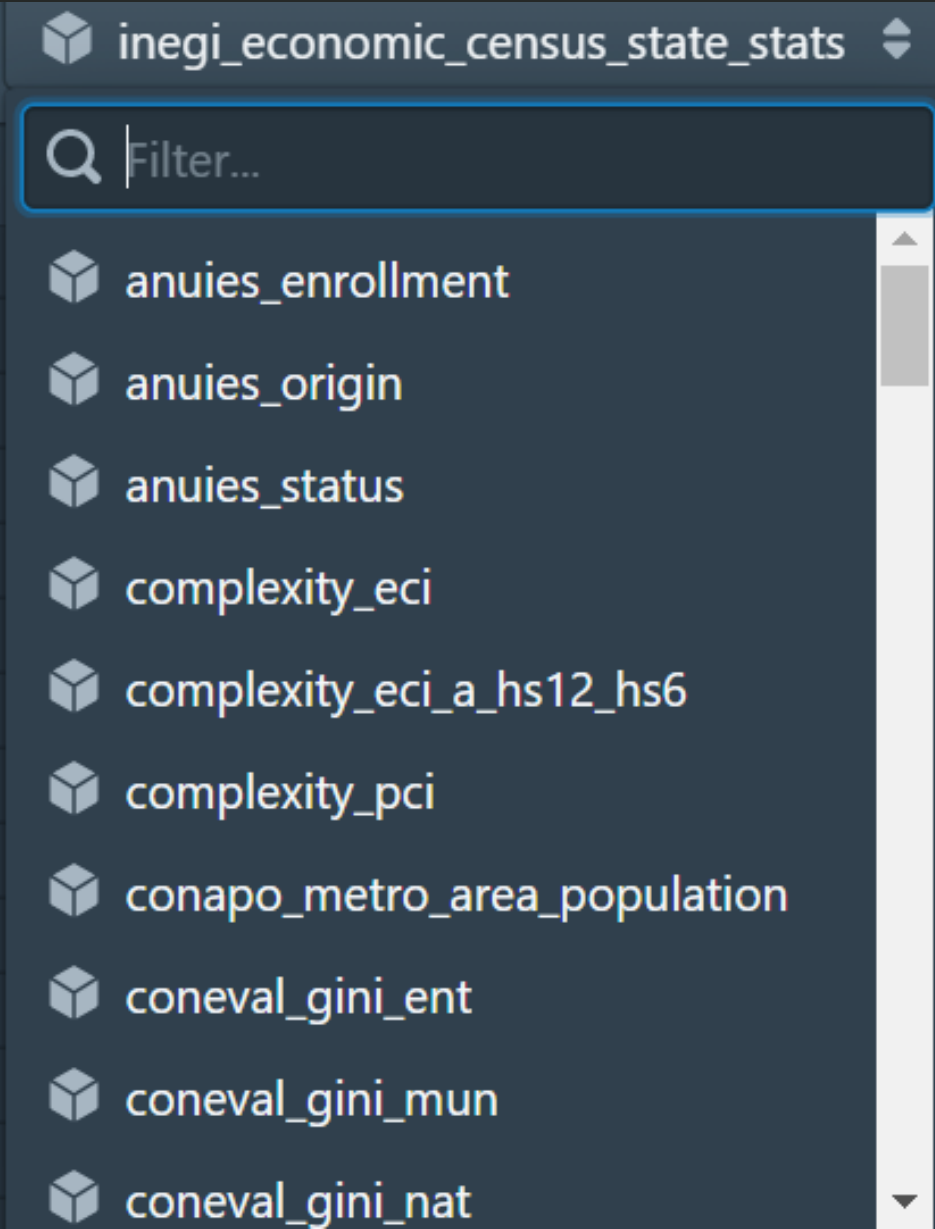 inegi_economic_census_state_stats
Filter...
anuies_enrollment
anuies_origin
anuies_status
complexity_eci
complexity_eci_a_hs12_hs6
complexity_pci
conapo_metro_area_population
coneval_gini_ent
coneval_gini_mun
coneval_gini_nat